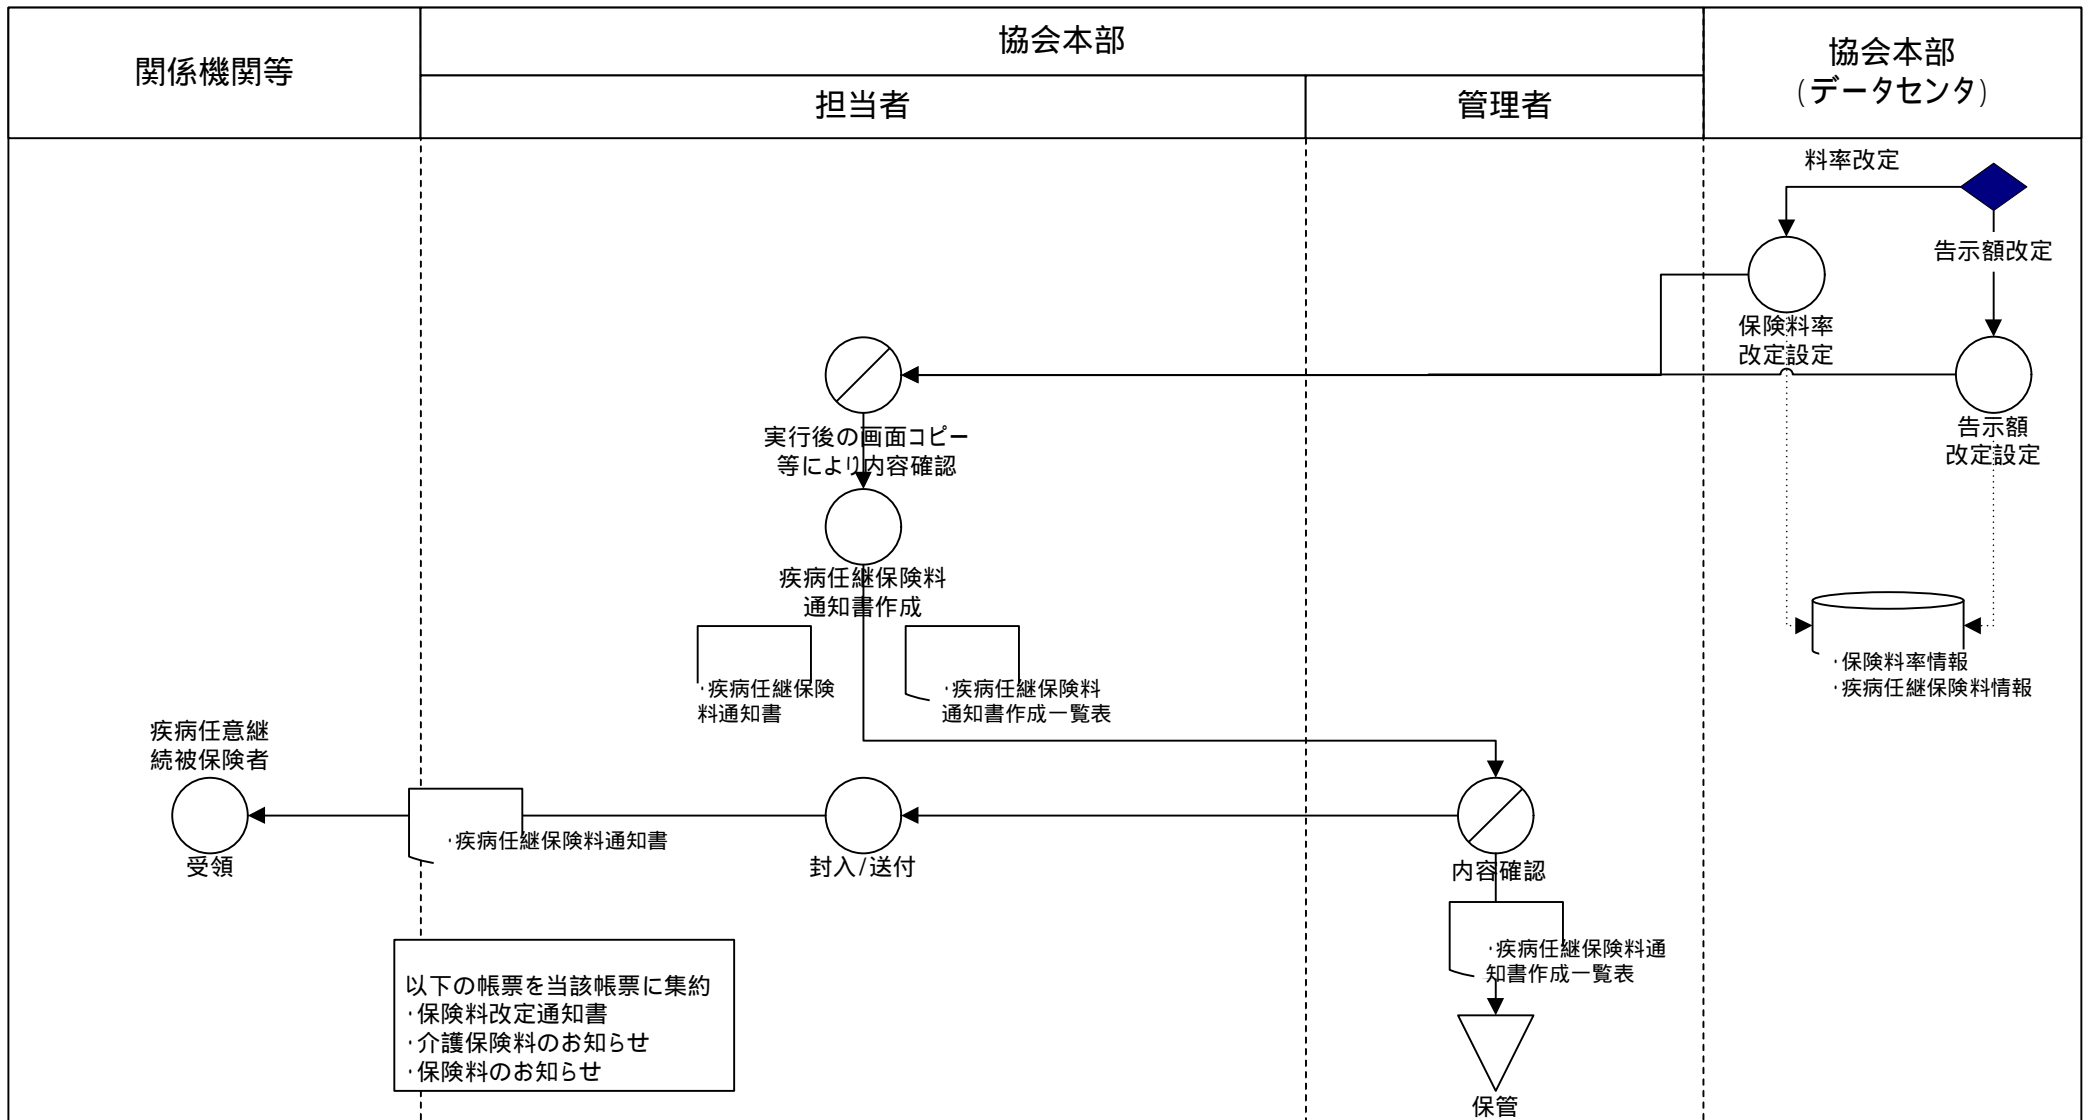 関係機関等
協会本部
担当者
管理者
協会本部
(データセンタ)
料率改定
告示額改定
保険料率
改定設定
告示額
改定設定
実行後の画面コピー
等により内容確認
疾病任継保険料
通知書作成
・疾病任継保険
料通知書
・疾病任継保険料
通知書作成一覧表
・保険料率情報
・疾病任継保険料情報
疾病任意継
続被保険者
受領
・疾病任継保険料通知書
封入/送付
内容確認
・疾病任継保険料通
知書作成一覧表
保管
以下の帳票を当該帳票に集約
・保険料改定通知書
・介護保険料のお知らせ
・保険料のお知らせ